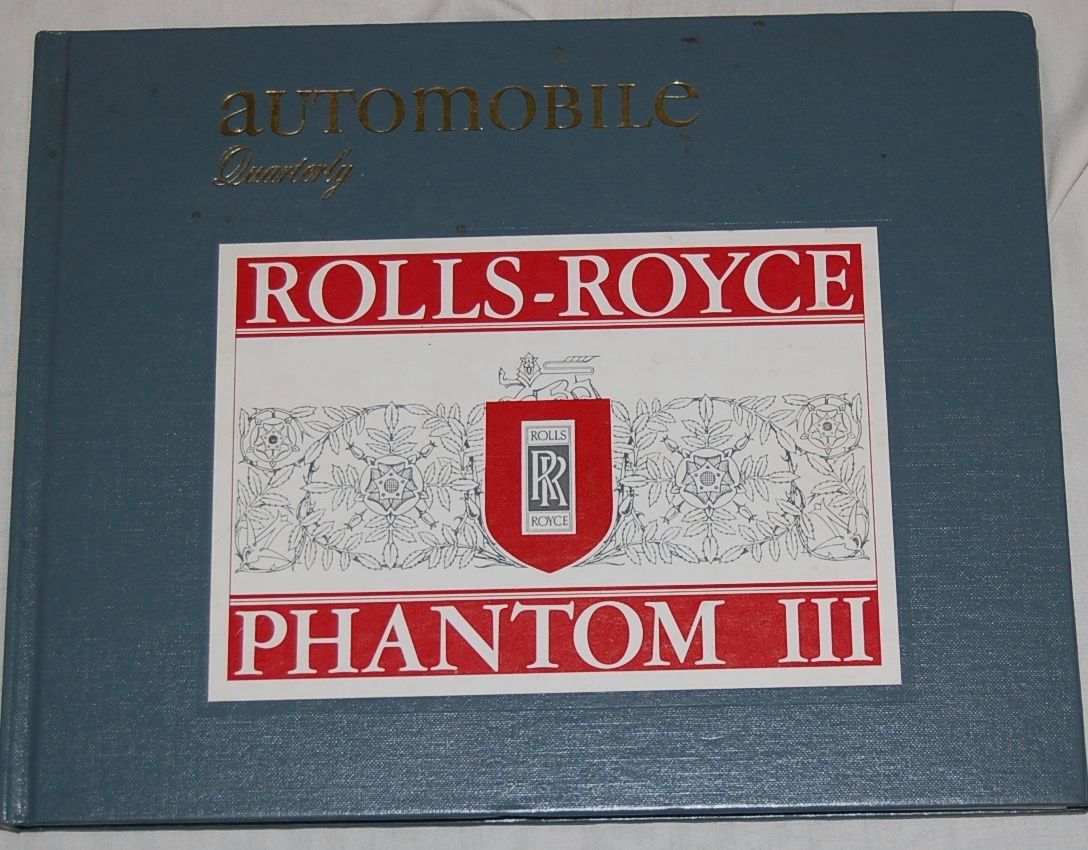 aUTOmOBILe
Quarterly
ROLLS-ROYCE
ROLLS
RR
ROYCE
PHANTOM III